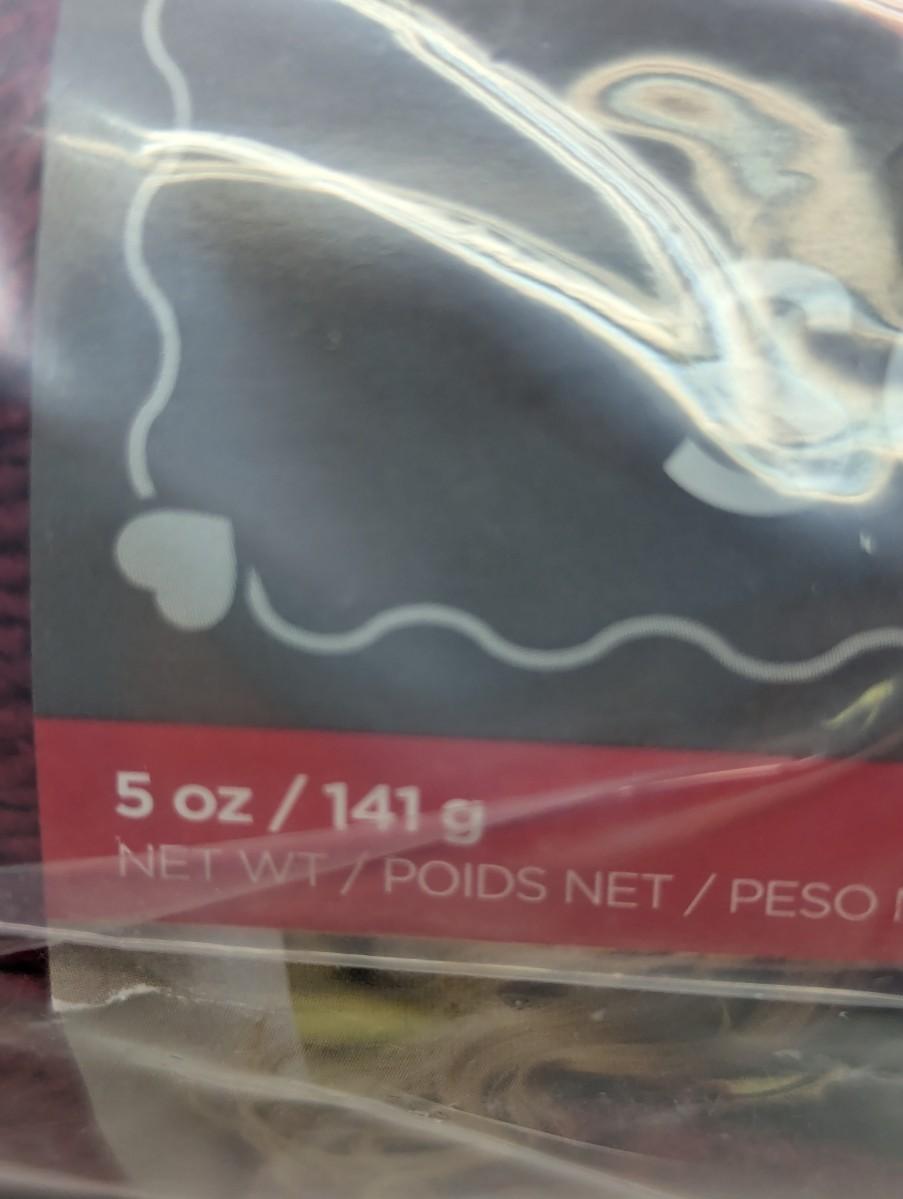 5 oz / 141 g
NET WT / POIDS NET / PESO